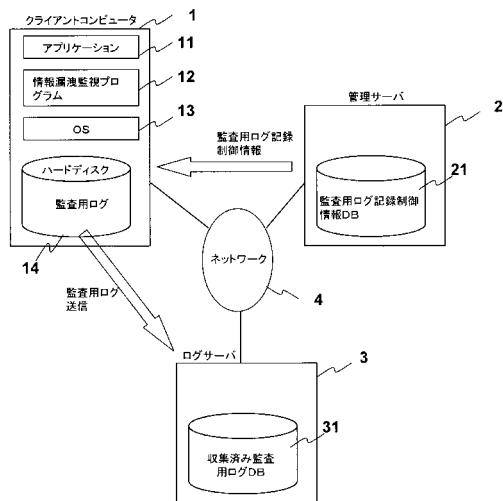 クライアントコンピュータ
1
アプリケーション
11
情報漏洩監視プロ
グラム
12
OS
13
ハードディスク
監査用ログ
14
監査用ログ記録
制御情報
管理サーバ
2
監査用ログ記録制御
情報DB
21
ネットワーク
4
監査用ログ
送信
ログサーバ
3
収集済み監査
用ログDB
31